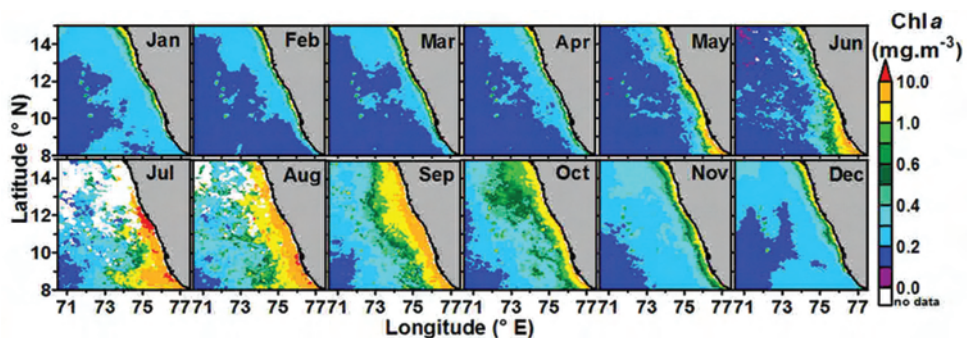 Jan Feb Mar Apr May Jun
Jul Aug Sep Oct Nov Dec
14
12
10
8
14
12
10
8
Latitude (° N)
71 73 75 77 71 73 75 77 71 73 75 77 71 73 75 77 71 73 75 77 71 73 75 77
Longitude (° E)
Chl a
(mg.m-3)
10.0
1.0
0.6
0.4
0.2
0.0
no data